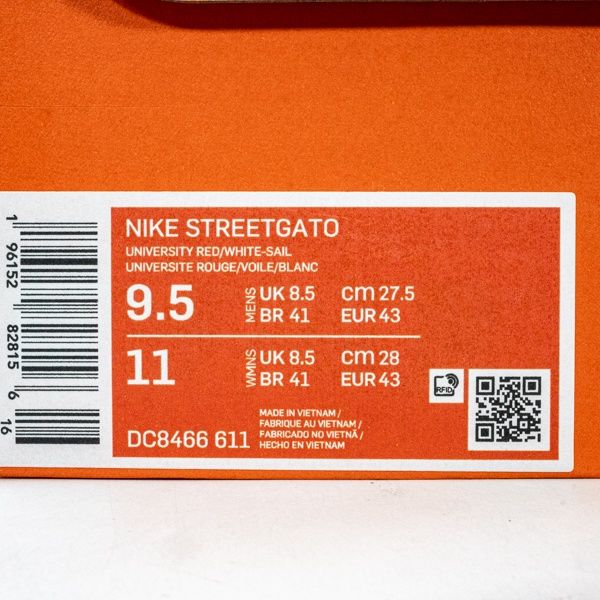 NIKE STREETGATO
UNIVERSITY RED/WHITE-SAIL
UNIVERSITE ROUGE/VOILE/BLANC
9.5 MENS UK 8.5 cm 27.5
BR 41 EUR 43
11 WMNS UK 8.5 cm 28
BR 41 EUR 43
RFID
DC8466 611
MADE IN VIETNAM /
FABRIQUE AU VIETNAM /
FABRICADO NO VIETNÃ /
HECHO EN VIETNAM
1 96152 82815 6 16